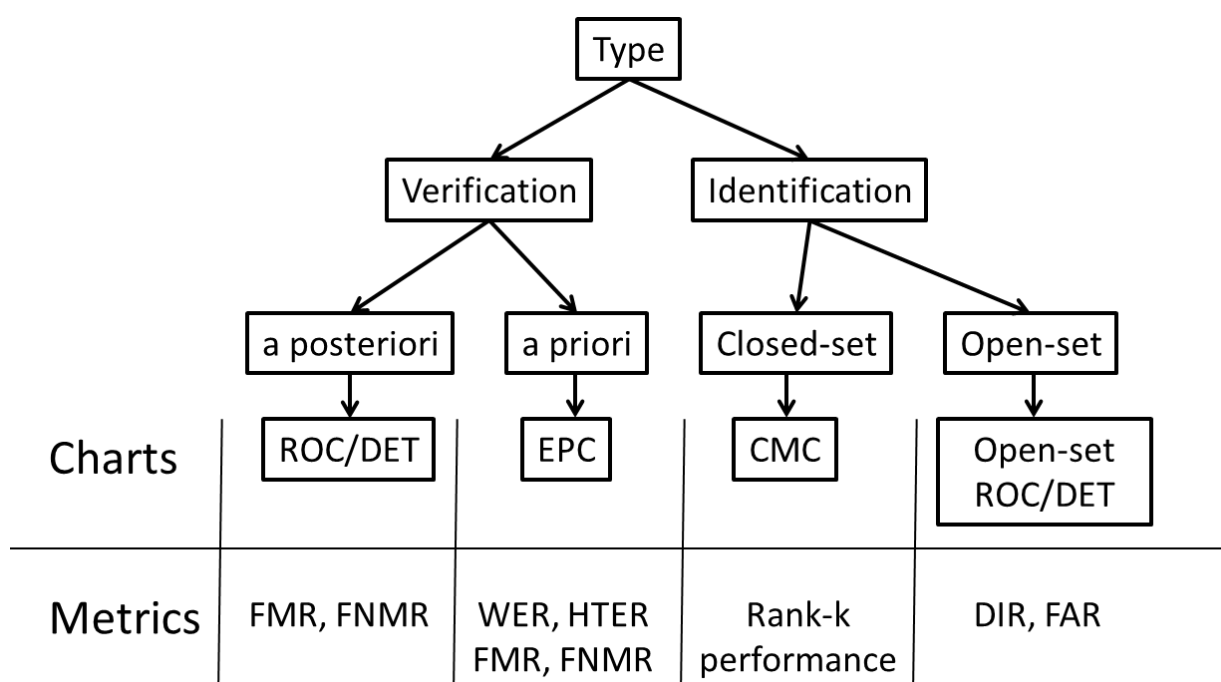 Type
Verification
Identification
a posteriori
a priori
Closed-set
Open-set
Charts
ROC/DET
EPC
CMC
Open-set
ROC/DET
Metrics
FMR, FNMR
WER, HTER
FMR, FNMR
Rank-k
performance
DIR, FAR